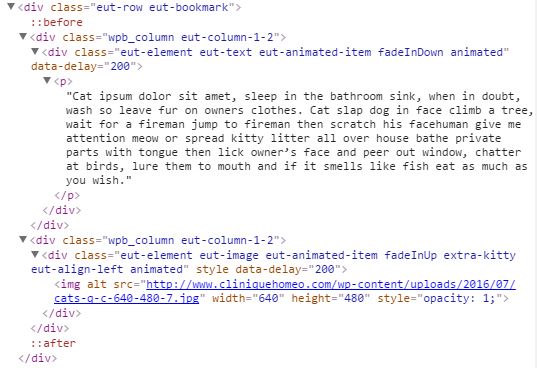 ▼<div class="eut-row eut-bookmark">
::before
▼<div class="wpb_column eut-column-1-2">
▼<div class="eut-element eut-text eut-animated-item fadeInDown animated"
data-delay="200">
▼<p>
"Cat ipsum dolor sit amet, sleep in the bathroom sink, when in doubt,
wash so leave fur on owners clothes. Cat slap dog in face climb a tree,
wait for a fireman jump to fireman then scratch his facehuman give me
attention meow or spread kitty litter all over house bathe private
parts with tongue then lick owner’s face and peer out window, chatter
at birds, lure them to mouth and if it smells like fish eat as much as
you wish."
</p>
</div>
</div>
▼<div class="wpb_column eut-column-1-2">
▼<div class="eut-element eut-image eut-animated-item fadeInUp extra-kitty
eut-align-left animated" style data-delay="200">
<img alt src="http://www.cliniquehomeo.com/wp-content/uploads/2016/07/
cats-q-c-640-480-7.jpg" width="640" height="480" style="opacity: 1;">
</div>
</div>
::after
</div>